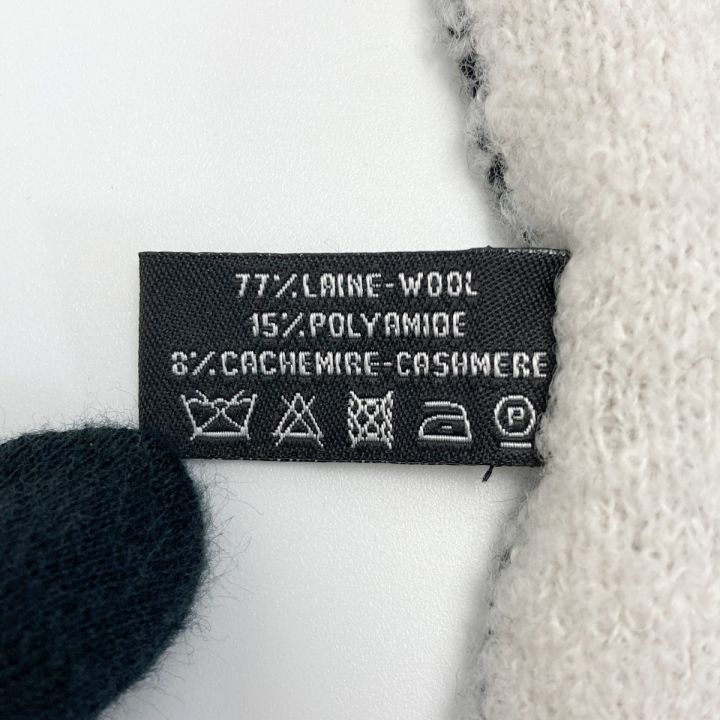 77% LAINE-WOOL
15% POLYAMIDE
8% CACHEMIRE-CASHMERE
P